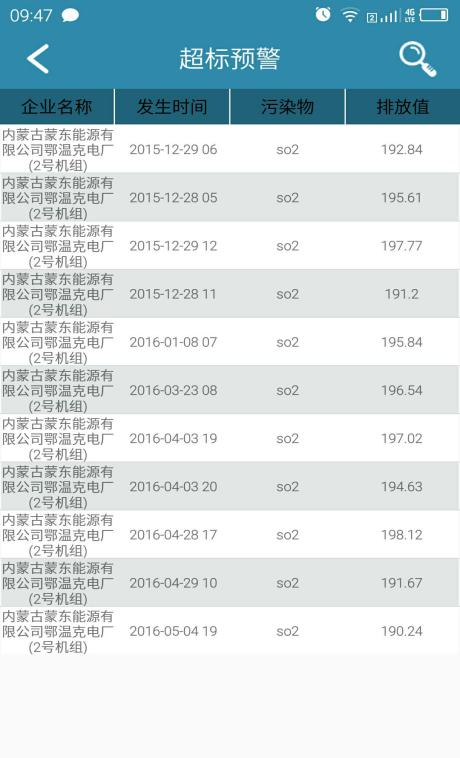 09:47
2
4G
LTE
超标预警
企业名称 发生时间 污染物 排放值
内蒙古蒙东能源有
限公司鄂温克电厂
(2号机组)
2015-12-29 06 so2 192.84
内蒙古蒙东能源有
限公司鄂温克电厂
(2号机组)
2015-12-28 05 so2 195.61
内蒙古蒙东能源有
限公司鄂温克电厂
(2号机组)
2015-12-29 12 so2 197.77
内蒙古蒙东能源有
限公司鄂温克电厂
(2号机组)
2015-12-28 11 so2 191.2
内蒙古蒙东能源有
限公司鄂温克电厂
(2号机组)
2016-01-08 07 so2 195.84
内蒙古蒙东能源有
限公司鄂温克电厂
(2号机组)
2016-03-23 08 so2 196.54
内蒙古蒙东能源有
限公司鄂温克电厂
(2号机组)
2016-04-03 19 so2 197.02
内蒙古蒙东能源有
限公司鄂温克电厂
(2号机组)
2016-04-03 20 so2 194.63
内蒙古蒙东能源有
限公司鄂温克电厂
(2号机组)
2016-04-28 17 so2 198.12
内蒙古蒙东能源有
限公司鄂温克电厂
(2号机组)
2016-04-29 10 so2 191.67
内蒙古蒙东能源有
限公司鄂温克电厂
(2号机组)
2016-05-04 19 so2 190.24